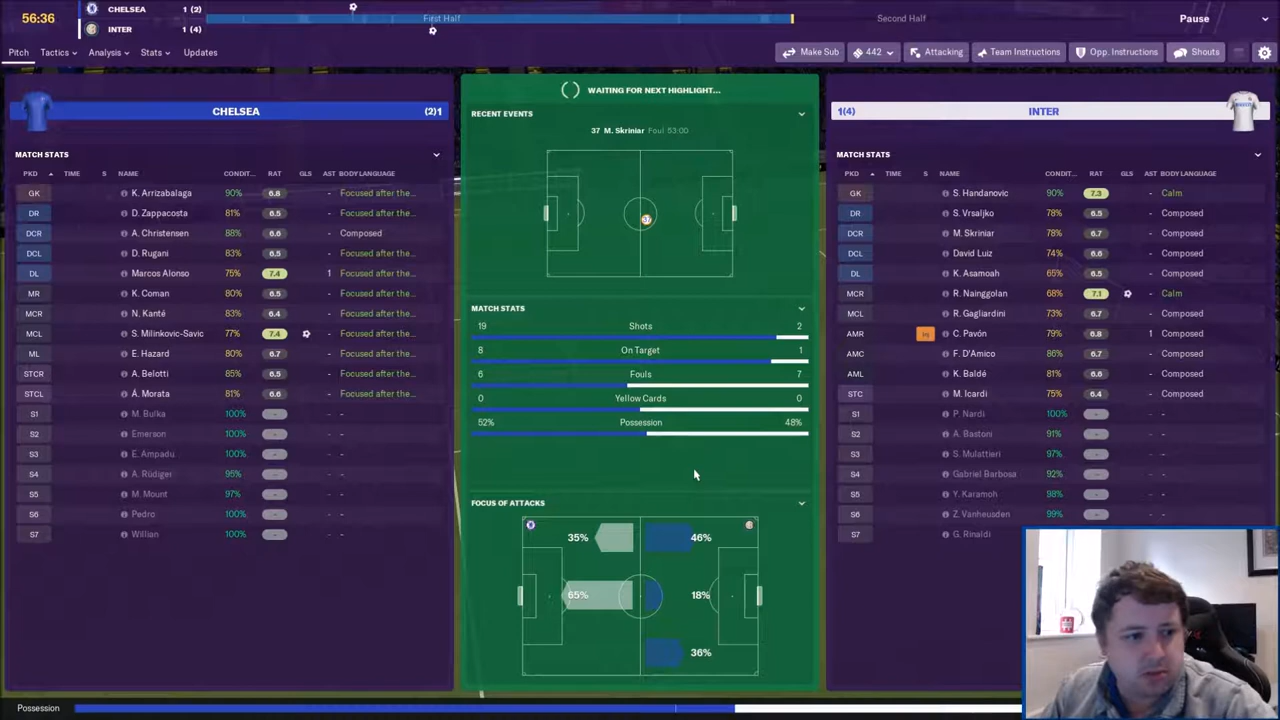 56:36
CHELSEA 1 (2)
INTER 1 (4)
First Half
Second Half
Pause
Pitch Tactics Analysis Stats Updates
Make Sub 442 Attacking Team Instructions Opp. Instructions Shouts
CHELSEA (2)1
MATCH STATS
PKD TIME S NAME CONDIT... RAT GLS AST BODY LANGUAGE
GK K. Arrizabalaga 90% 6.8 - Focused after the...
DR D. Zappacosta 81% 6.5 - Focused after the...
DCR A. Christensen 88% 6.6 - Composed
DCL D. Rugani 83% 6.5 - Focused after the...
DL Marcos Alonso 75% 7.4 1 Focused after the...
MR K. Coman 80% 6.5 - Focused after the...
MCR N. Kanté 83% 6.4 - Focused after the...
MCL S. Milinkovic-Savic 77% 7.4 - Focused after the...
ML E. Hazard 80% 6.7 - Focused after the...
STCR A. Belotti 85% 6.5 - Focused after the...
STCL Á. Morata 81% 6.6 - Focused after the...
S1 M. Bulka 100% - - -
S2 Emerson 100% - - -
S3 E. Ampadu 100% - - -
S4 A. Rüdiger 95% - - -
S5 M. Mount 97% - - -
S6 Pedro 100% - - -
S7 Willian 100% - - -
WAITING FOR NEXT HIGHLIGHT...
RECENT EVENTS
37 M. Skriniar Foul 53:00
37
MATCH STATS
19 Shots 2
8 On Target 1
6 Fouls 7
0 Yellow Cards 0
52% Possession 48%
FOCUS OF ATTACKS
35% 46%
65% 18%
36%
1(4) INTER
MATCH STATS
PKD TIME S NAME CONDIT... RAT GLS AST BODY LANGUAGE
GK S. Handanovic 90% 7.3 - Calm
DR S. Vrsaljko 78% 6.5 - Composed
DCR M. Skriniar 78% 6.7 - Composed
DCL David Luiz 74% 6.6 - Composed
DL K. Asamoah 65% 6.5 - Composed
MCR R. Nainggolan 68% 7.1 - Calm
MCL R. Gagliardini 73% 6.7 - Composed
AMR Inj C. Pavón 79% 6.8 1 Composed
AMC F. D'Amico 86% 6.7 - Composed
AML K. Baldé 81% 6.6 - Composed
STC M. Icardi 75% 6.4 - Composed
S1 P. Nardi 100% - - -
S2 A. Bastoni 91% - - -
S3 S. Mulattieri 97% - - -
S4 Gabriel Barbosa 92% - - -
S5 Y. Karamoh 98% - - -
S6 Z. Vanheusden 99% - - -
S7 G. Rinaldi
Possession